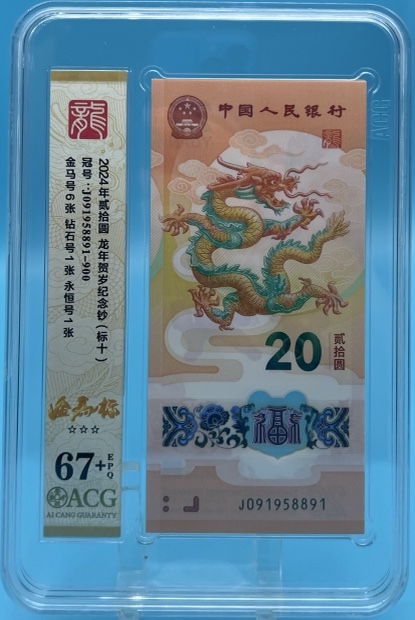 龍
2024年贰拾圆 龙年贺岁纪念钞（标十）
冠号：J091958891-900
金马号6张 钻石号1张 永恒号1张
☆☆☆
67+ EPQ
ACG
AI CANG GUARANTY
中国人民银行
20
贰拾圆
福
J091958891
ACG